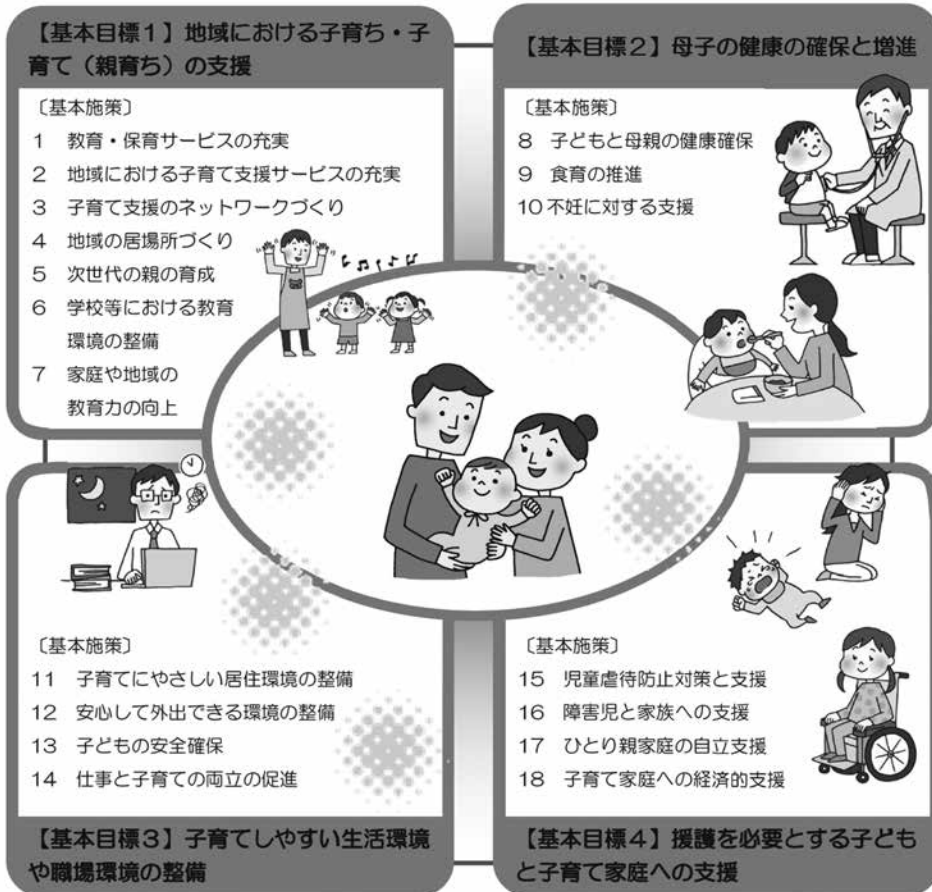 【基本目標1】地域における子育ち・子
育て（親育ち）の支援
〔基本施策〕
1 教育・保育サービスの充実
2 地域における子育て支援サービスの充実
3 子育て支援のネットワークづくり
4 地域の居場所づくり
5 次世代の親の育成
6 学校等における教育
環境の整備
7 家庭や地域の
教育力の向上
【基本目標2】母子の健康の確保と増進
〔基本施策〕
8 子どもと母親の健康確保
9 食育の推進
10 不妊に対する支援
〔基本施策〕
11 子育てにやさしい居住環境の整備
12 安心して外出できる環境の整備
13 子どもの安全確保
14 仕事と子育ての両立の促進
【基本目標3】子育てしやすい生活環境
や職場環境の整備
〔基本施策〕
15 児童虐待防止対策と支援
16 障害児と家族への支援
17 ひとり親家庭の自立支援
18 子育て家庭への経済的支援
【基本目標4】援護を必要とする子ども
と子育て家庭への支援